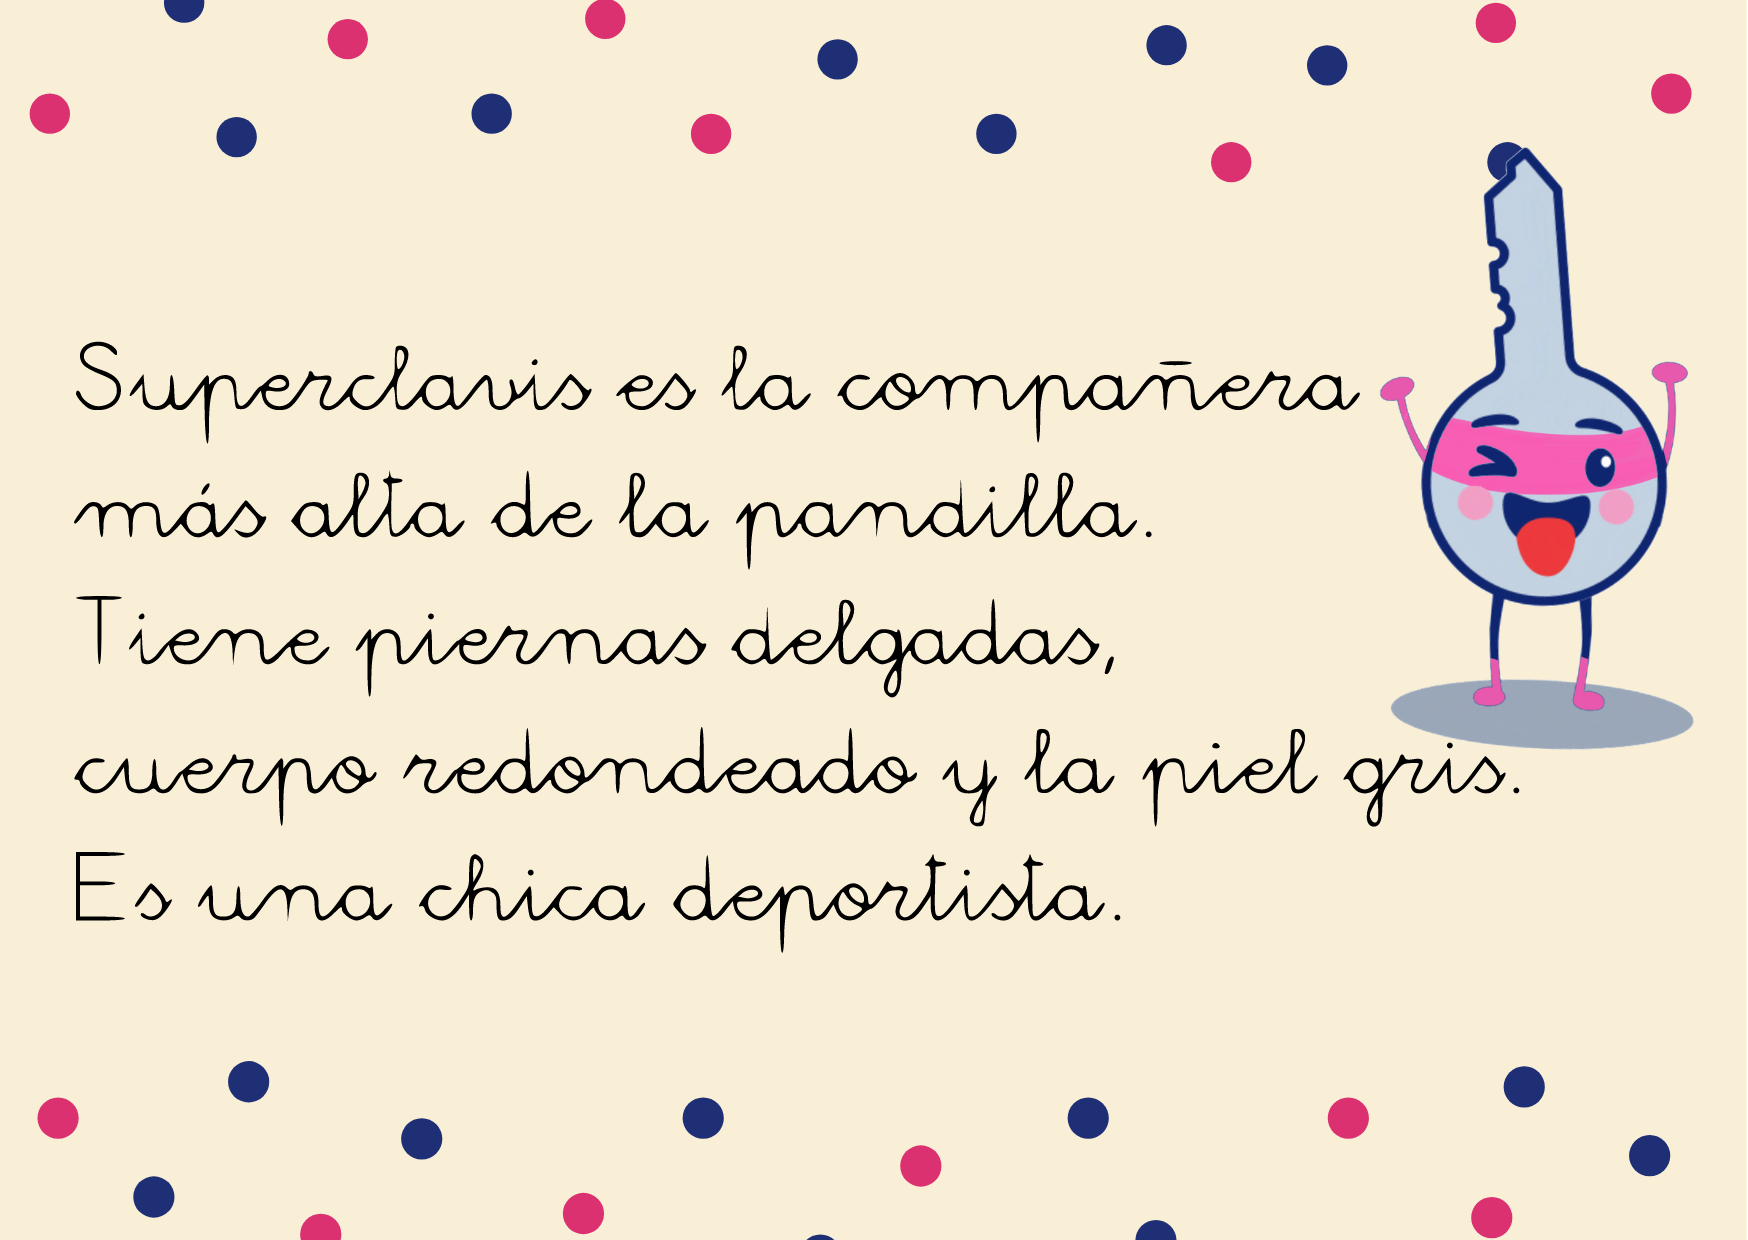 Superclavis es la compañera
más alta de la pandilla.
Tiene piernas delgadas,
cuerpo redondeado y la piel gris.
Es una chica deportista.